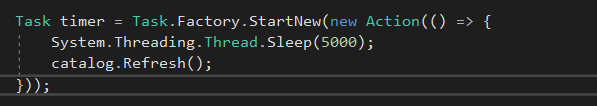 Task timer = Task.Factory.StartNew(new Action(() => {
    System.Threading.Thread.Sleep(5000);
    catalog.Refresh();
}));